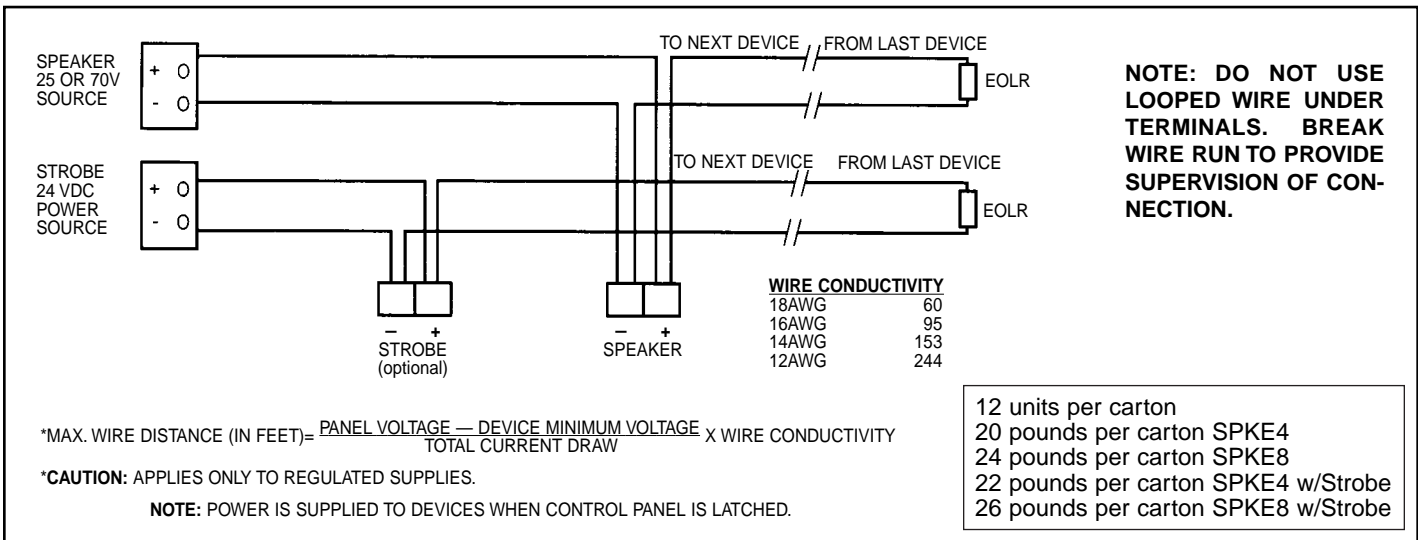 SPEAKER
25 OR 70V
SOURCE
+
-
TO NEXT DEVICE
FROM LAST DEVICE
EOLR
STROBE
24 VDC
POWER
SOURCE
+
-
TO NEXT DEVICE
FROM LAST DEVICE
EOLR
– +
STROBE
(optional)
– +
SPEAKER
WIRE CONDUCTIVITY
18AWG 60
16AWG 95
14AWG 153
12AWG 244
NOTE: DO NOT USE
LOOPED WIRE UNDER
TERMINALS. BREAK
WIRE RUN TO PROVIDE
SUPERVISION OF CON-
NECTION.
*MAX. WIRE DISTANCE (IN FEET)= PANEL VOLTAGE — DEVICE MINIMUM VOLTAGE
TOTAL CURRENT DRAW
X WIRE CONDUCTIVITY
*CAUTION: APPLIES ONLY TO REGULATED SUPPLIES.
NOTE: POWER IS SUPPLIED TO DEVICES WHEN CONTROL PANEL IS LATCHED.
12 units per carton
20 pounds per carton SPKE4
24 pounds per carton SPKE8
22 pounds per carton SPKE4 w/Strobe
26 pounds per carton SPKE8 w/Strobe